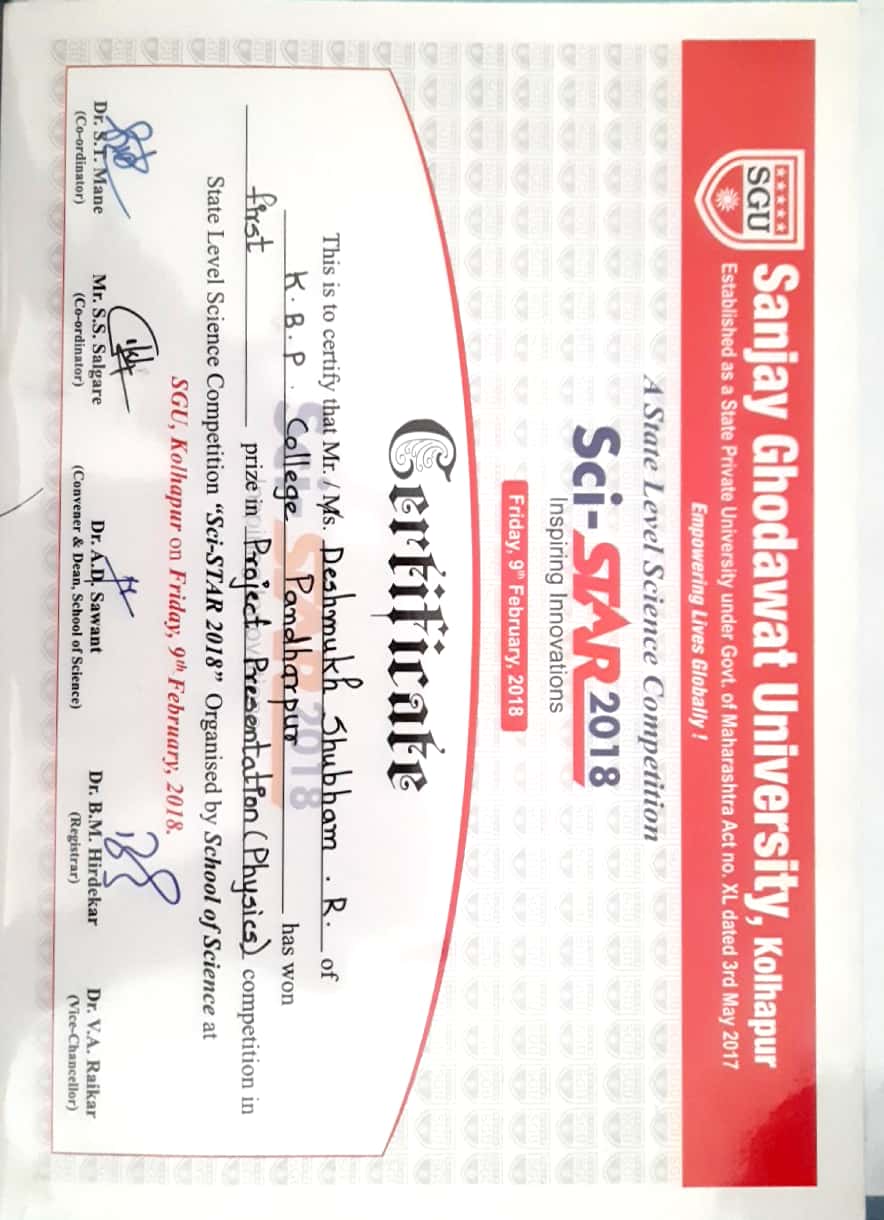 SGU
Sanjay Ghodawat University, Kolhapur
Established as a State Private University under Govt. of Maharashtra Act no. XL dated 3rd May 2017
Empowering Lives Globally !
A State Level Science Competition
Sci-STAR 2018
Inspiring Innovations
Friday, 9th February, 2018
Certificate
This is to certify that Mr. / Ms. Deshmukh Shubham . R. of
K. B. P. College Pandharpur has won
first prize in Project Presentation (Physics) competition in
State Level Science Competition "Sci-STAR 2018" Organised by School of Science at
SGU, Kolhapur on Friday, 9th February, 2018.
Dr. S.T. Mane Mr. S.S. Salgare Dr. A.D. Sawant Dr. B.M. Hirdekar Dr. V.A. Raikar
(Co-ordinator) (Co-ordinator) (Convener & Dean, School of Science) (Registrar) (Vice-Chancellor)